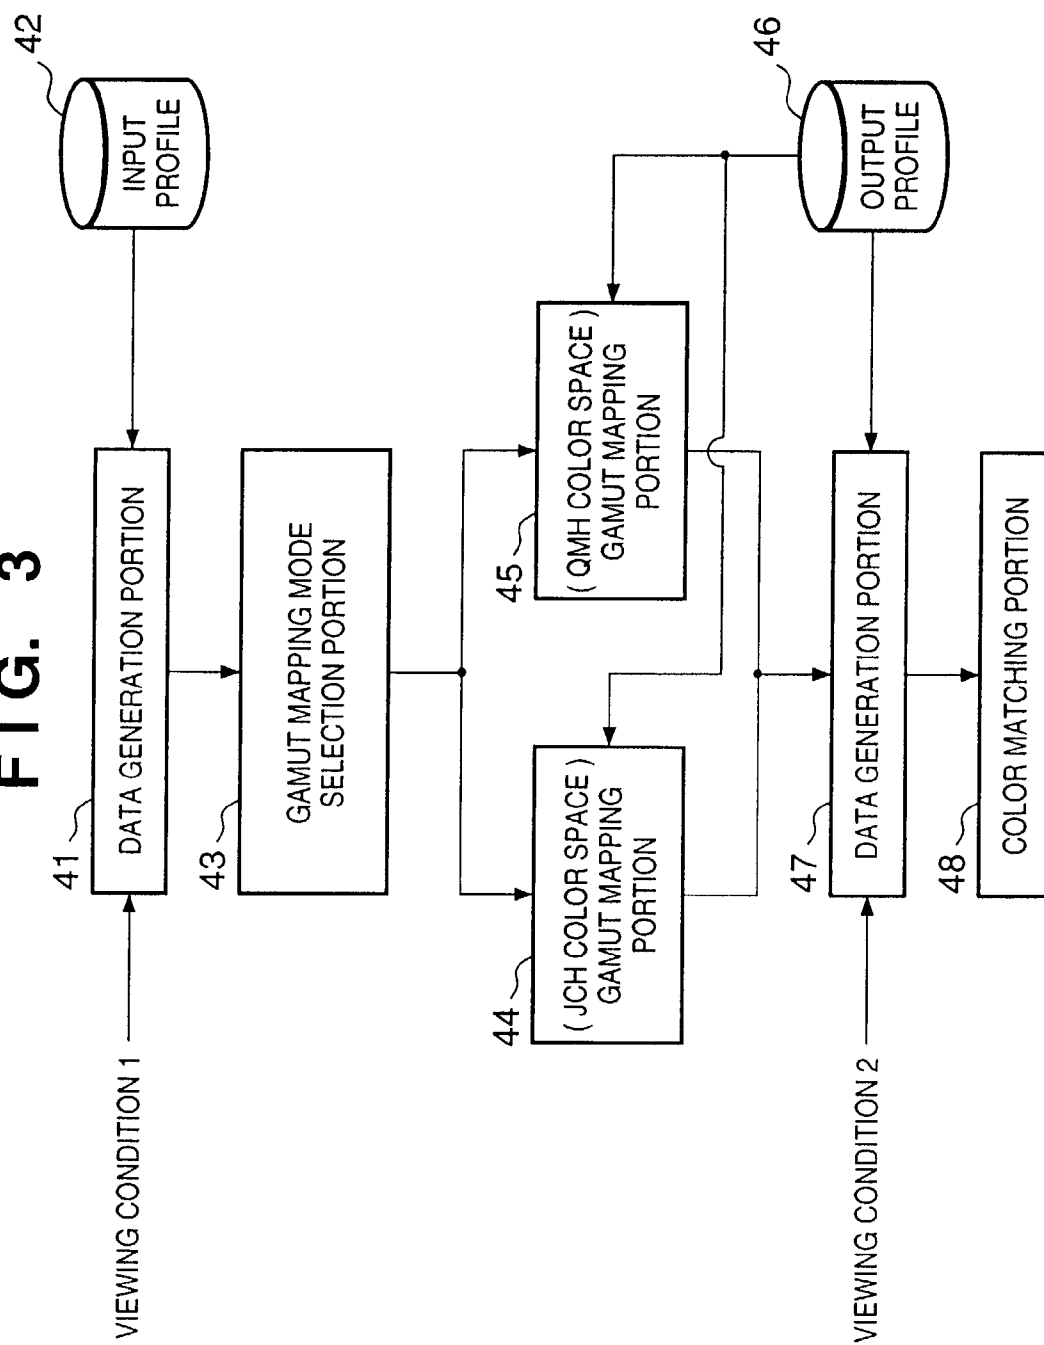 FIG. 3
42
INPUT
PROFILE
41
DATA GENERATION PORTION
VIEWING CONDITION 1
43
GAMUT MAPPING MODE
SELECTION PORTION
44
( JCH COLOR SPACE )
GAMUT MAPPING
PORTION
45
( QMH COLOR SPACE )
GAMUT MAPPING
PORTION
46
OUTPUT
PROFILE
47
DATA GENERATION PORTION
VIEWING CONDITION 2
48
COLOR MATCHING PORTION